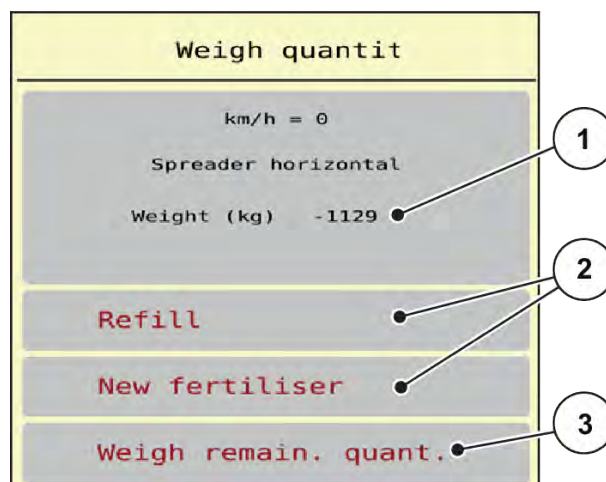 Weigh quantit
km/h = 0
Spreader horizontal
Weight (kg) -1129
1
2
Refill
New fertiliser
3
Weigh remain. quant.